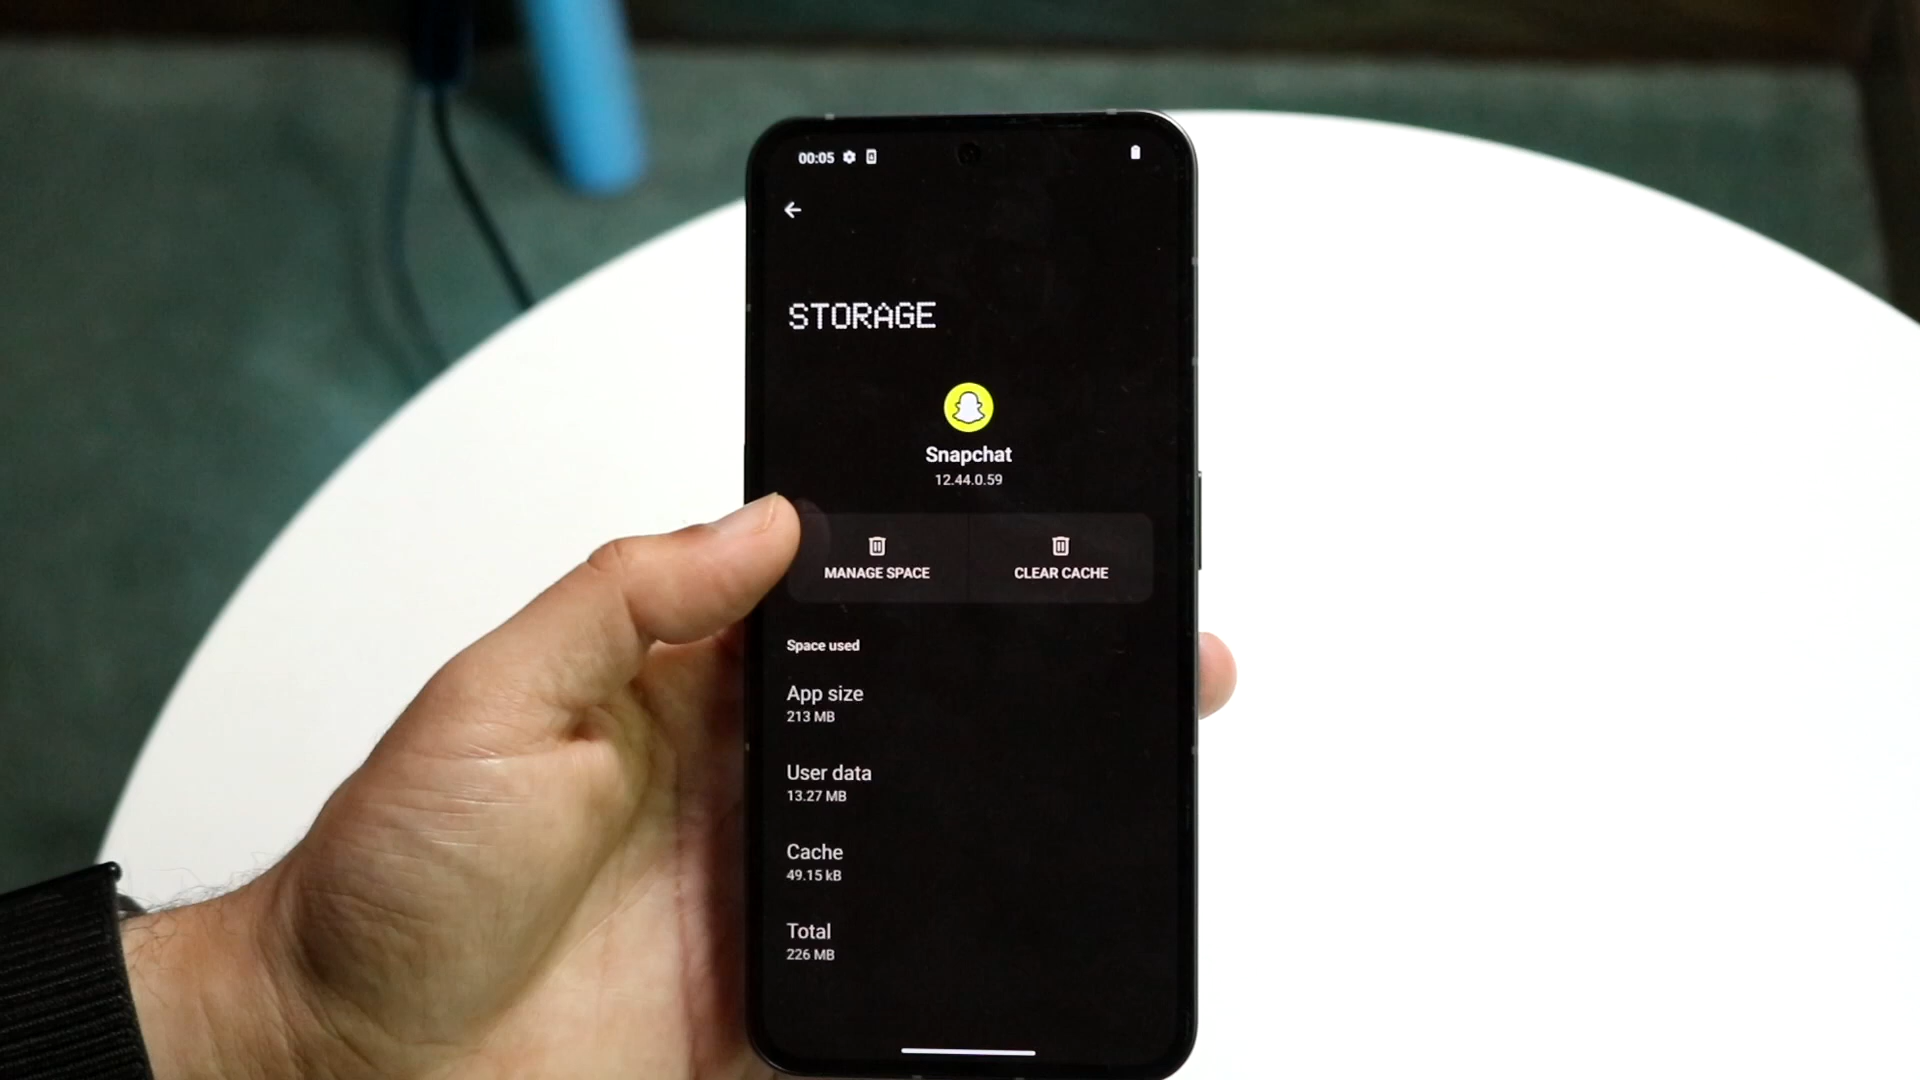 00:05
STORAGE
Snapchat
12.44.0.59
MANAGE SPACE
CLEAR CACHE
Space used
App size
213 MB
User data
13.27 MB
Cache
49.15 kB
Total
226 MB